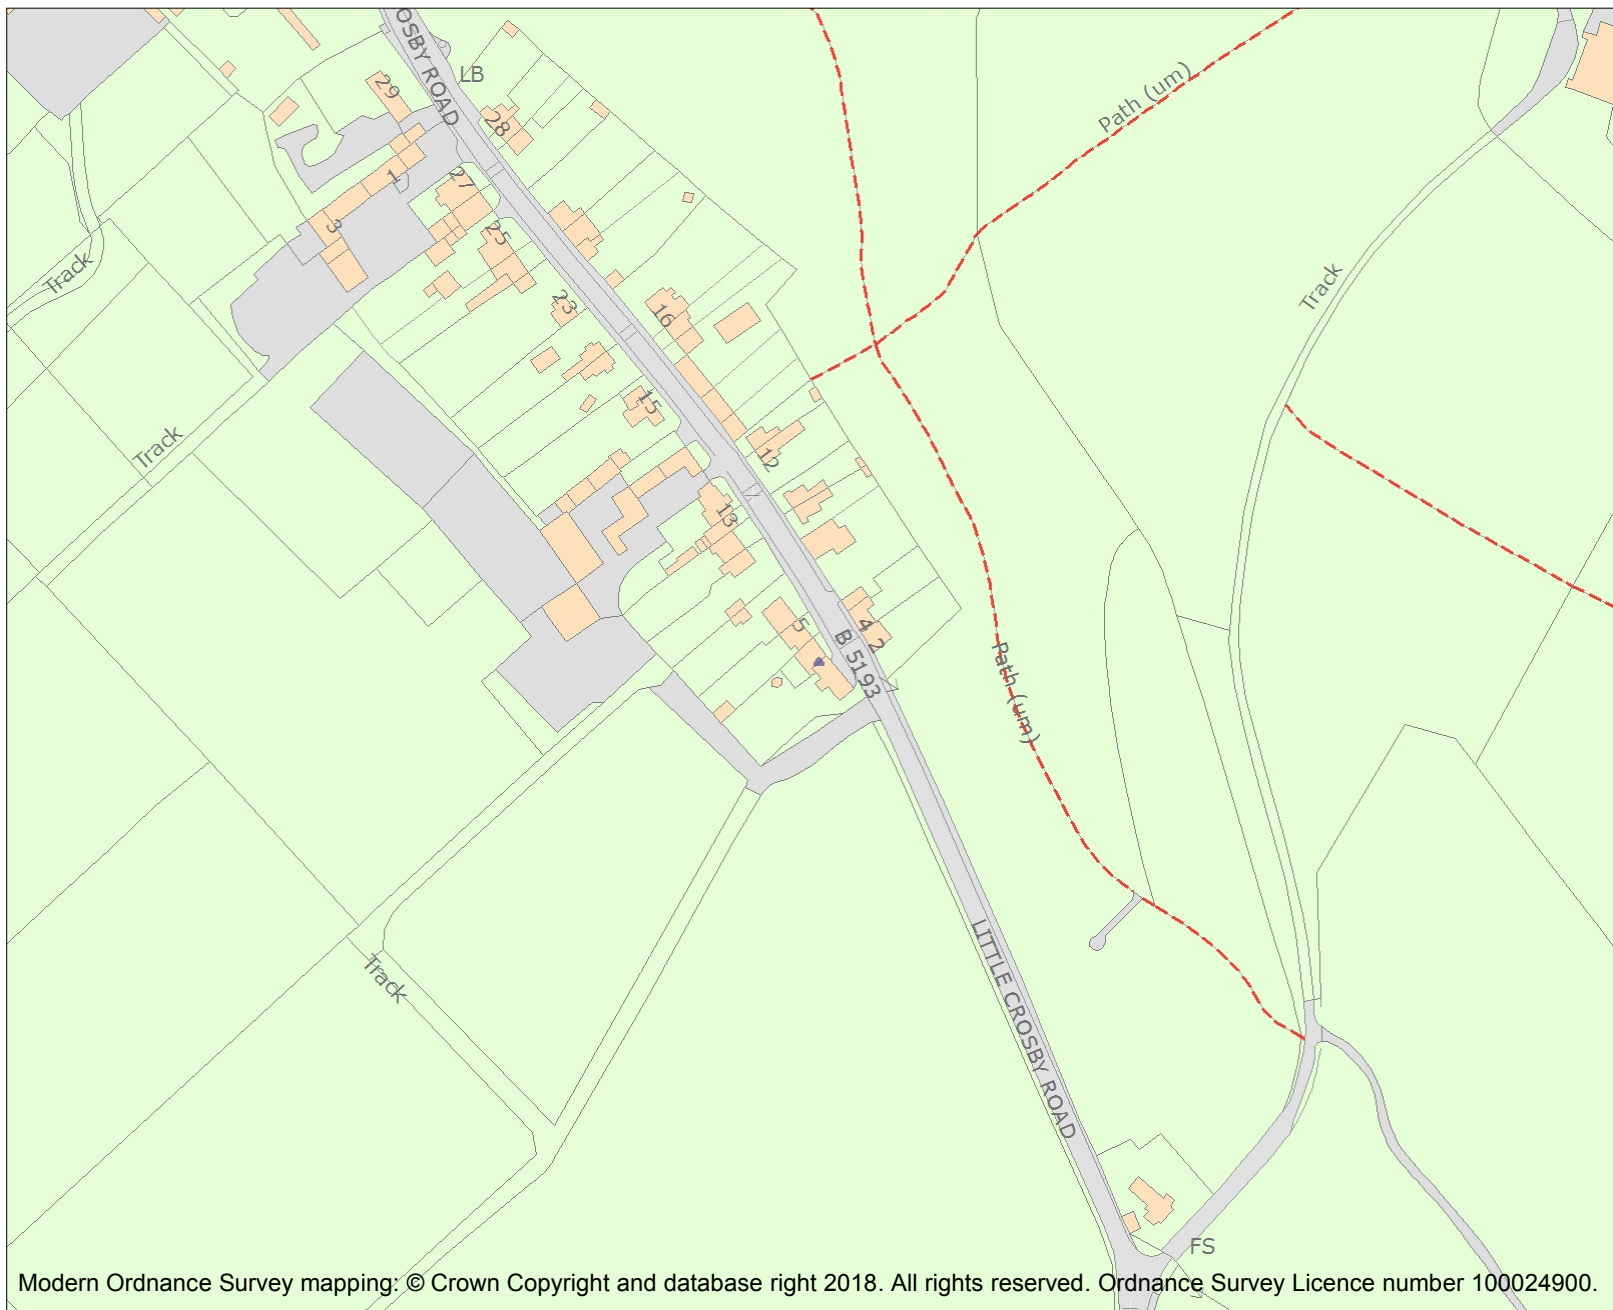 OSBY ROAD
LB
29
28
Path (um)
1
27
3
25
Track
Track
23
16
15
Track
12
13
5
4
2
B 5193
Path (um)
Track
LITTLE CROSBY ROAD
FS
Modern Ordnance Survey mapping: © Crown Copyright and database right 2018. All rights reserved. Ordnance Survey Licence number 100024900.